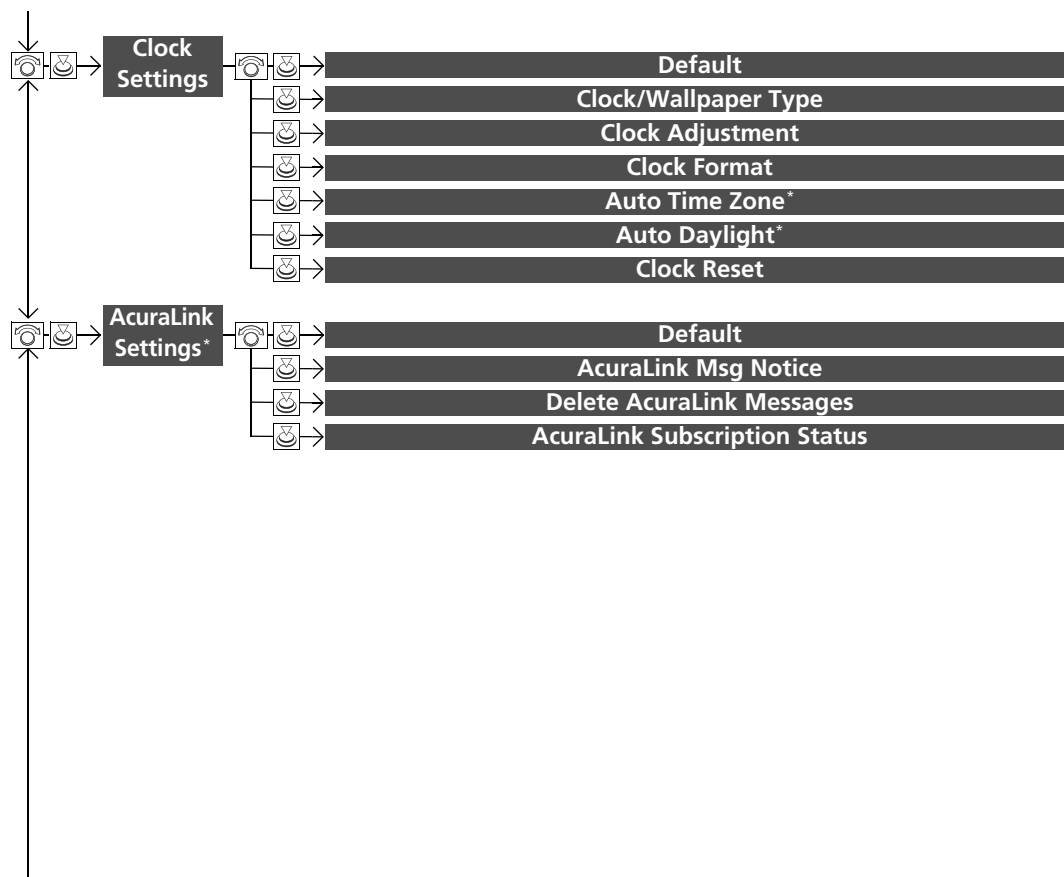 Clock
Settings
Default
Clock/Wallpaper Type
Clock Adjustment
Clock Format
Auto Time Zone*
Auto Daylight*
Clock Reset
AcuraLink
Settings*
Default
AcuraLink Msg Notice
Delete AcuraLink Messages
AcuraLink Subscription Status